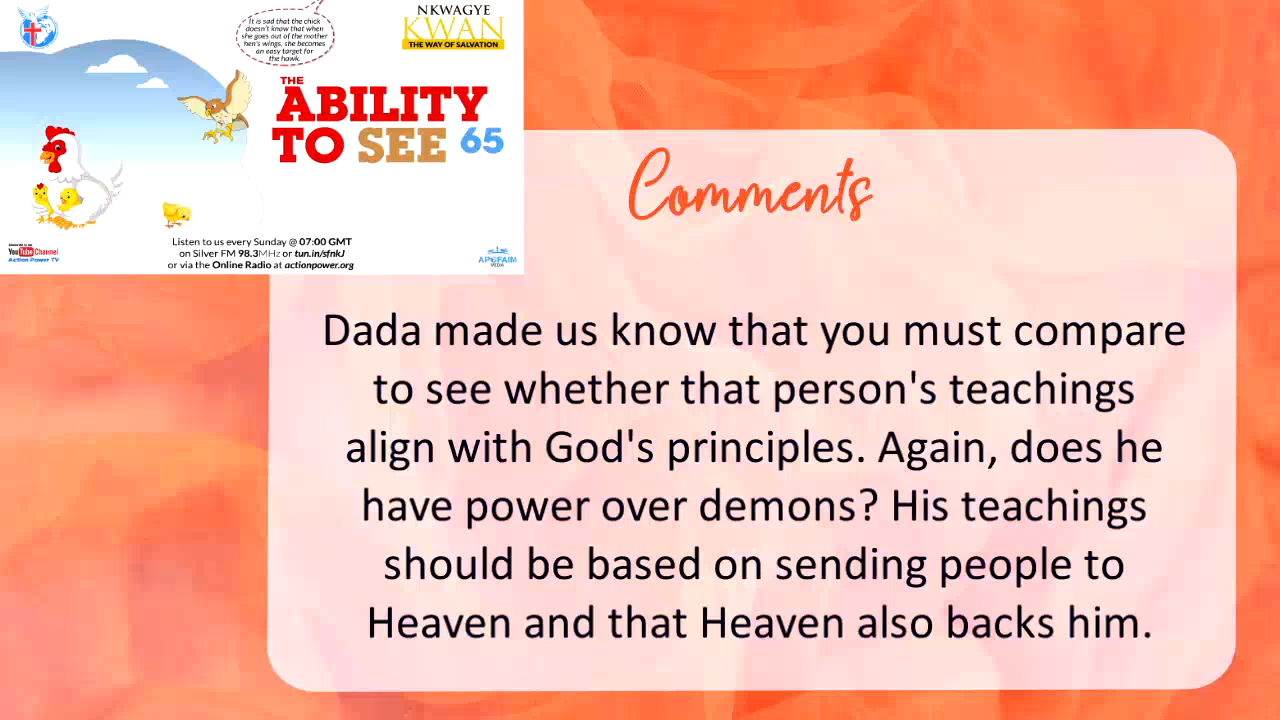 It is sad that the chick
doesn't know that when
she goes out of the mother
hen's wings, she becomes
an easy target for
the hawk.
NKWAGYE
KWAN
THE WAY OF SALVATION
THE
ABILITY
TO SEE 65
Listen to us every Sunday @ 07:00 GMT
on Silver FM 98.3MHz or tun.in/sfnkJ
or via the Online Radio at actionpower.org
YouTube Channel
Action Power TV
APOFAIM
Comments
Dada made us know that you must compare
to see whether that person's teachings
align with God's principles. Again, does he
have power over demons? His teachings
should be based on sending people to
Heaven and that Heaven also backs him.